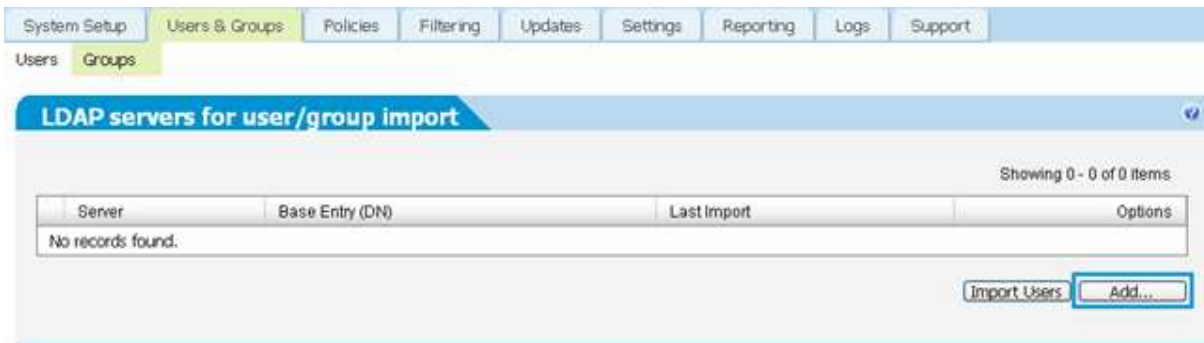 System Setup Users & Groups Policies Filtering Updates Settings Reporting Logs Support
Users Groups
LDAP servers for user/group import
Showing 0 - 0 of 0 items
Server Base Entry (DN) Last Import Options
No records found.
Import Users Add...